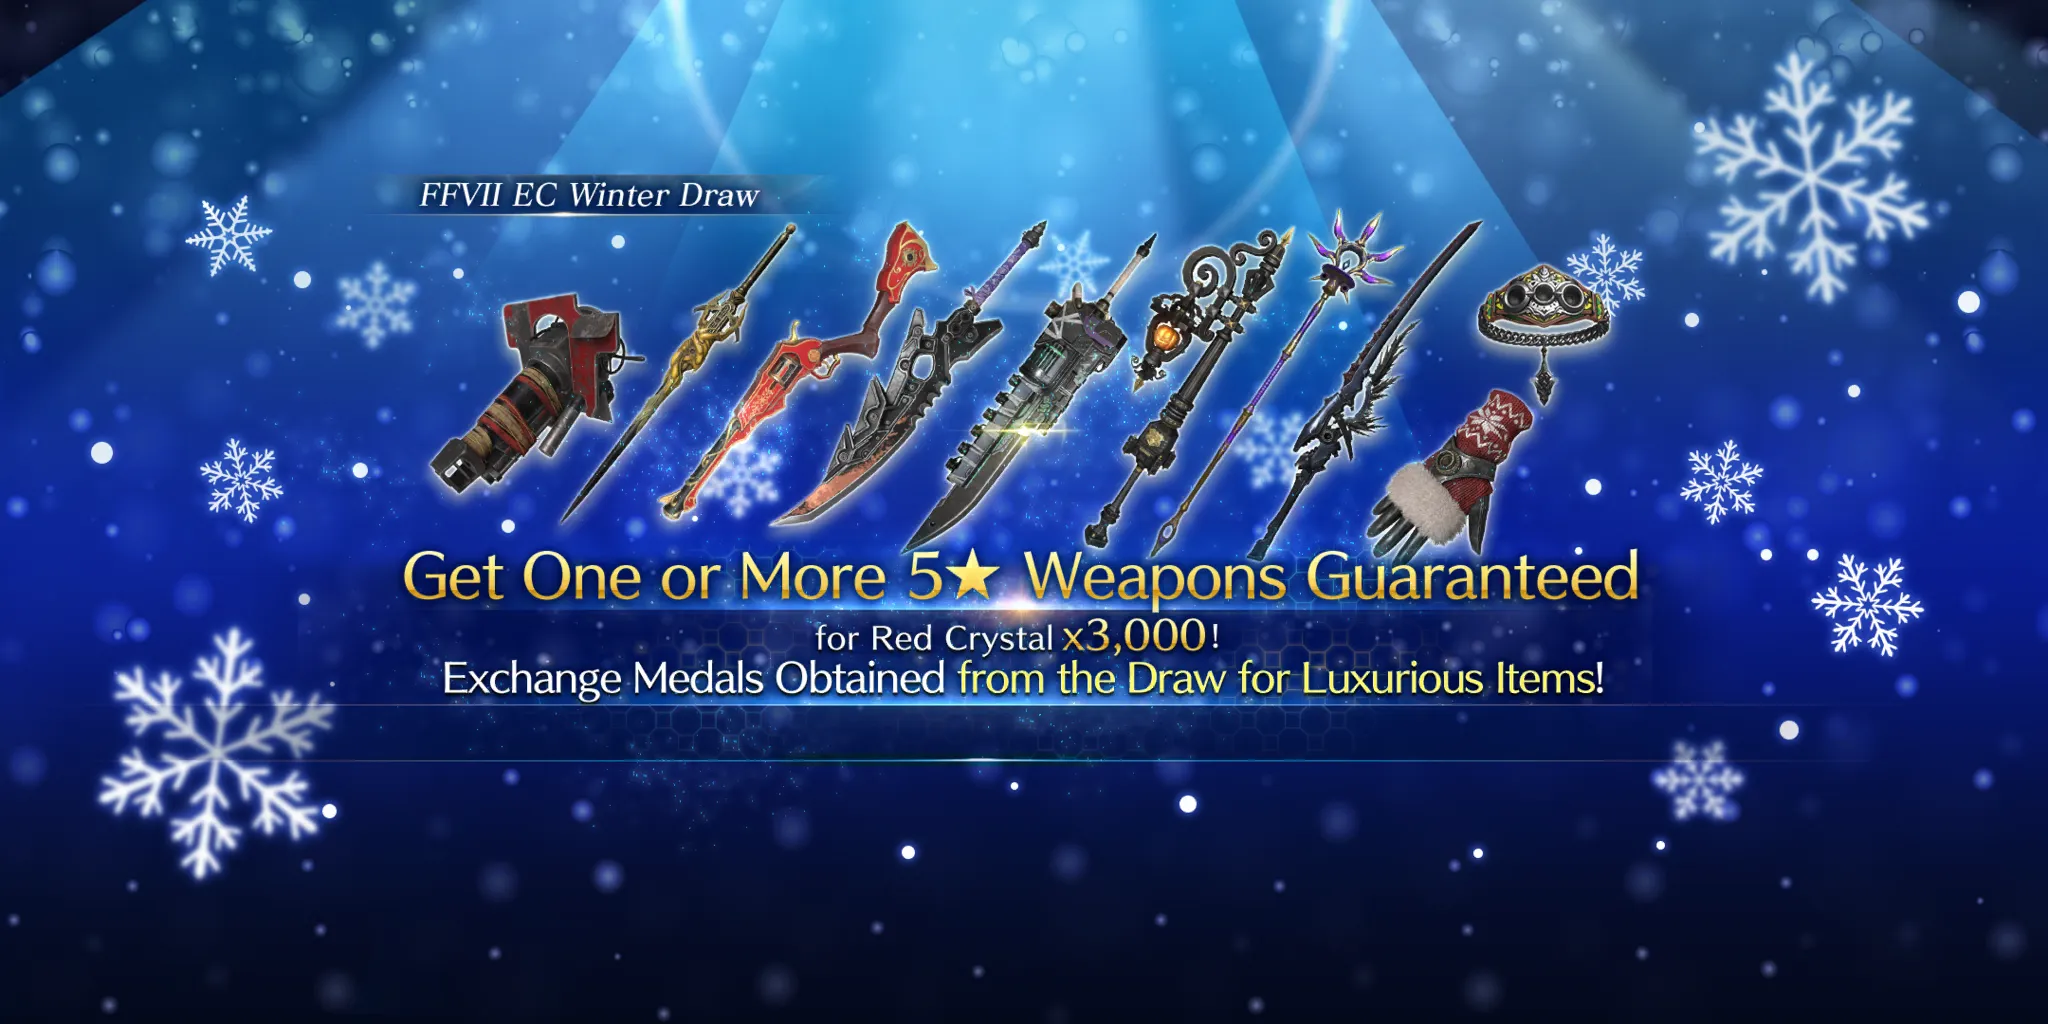 FFVII EC Winter Draw
Get One or More 5★ Weapons Guaranteed
for Red Crystal x3,000!
Exchange Medals Obtained from the Draw for Luxurious Items!